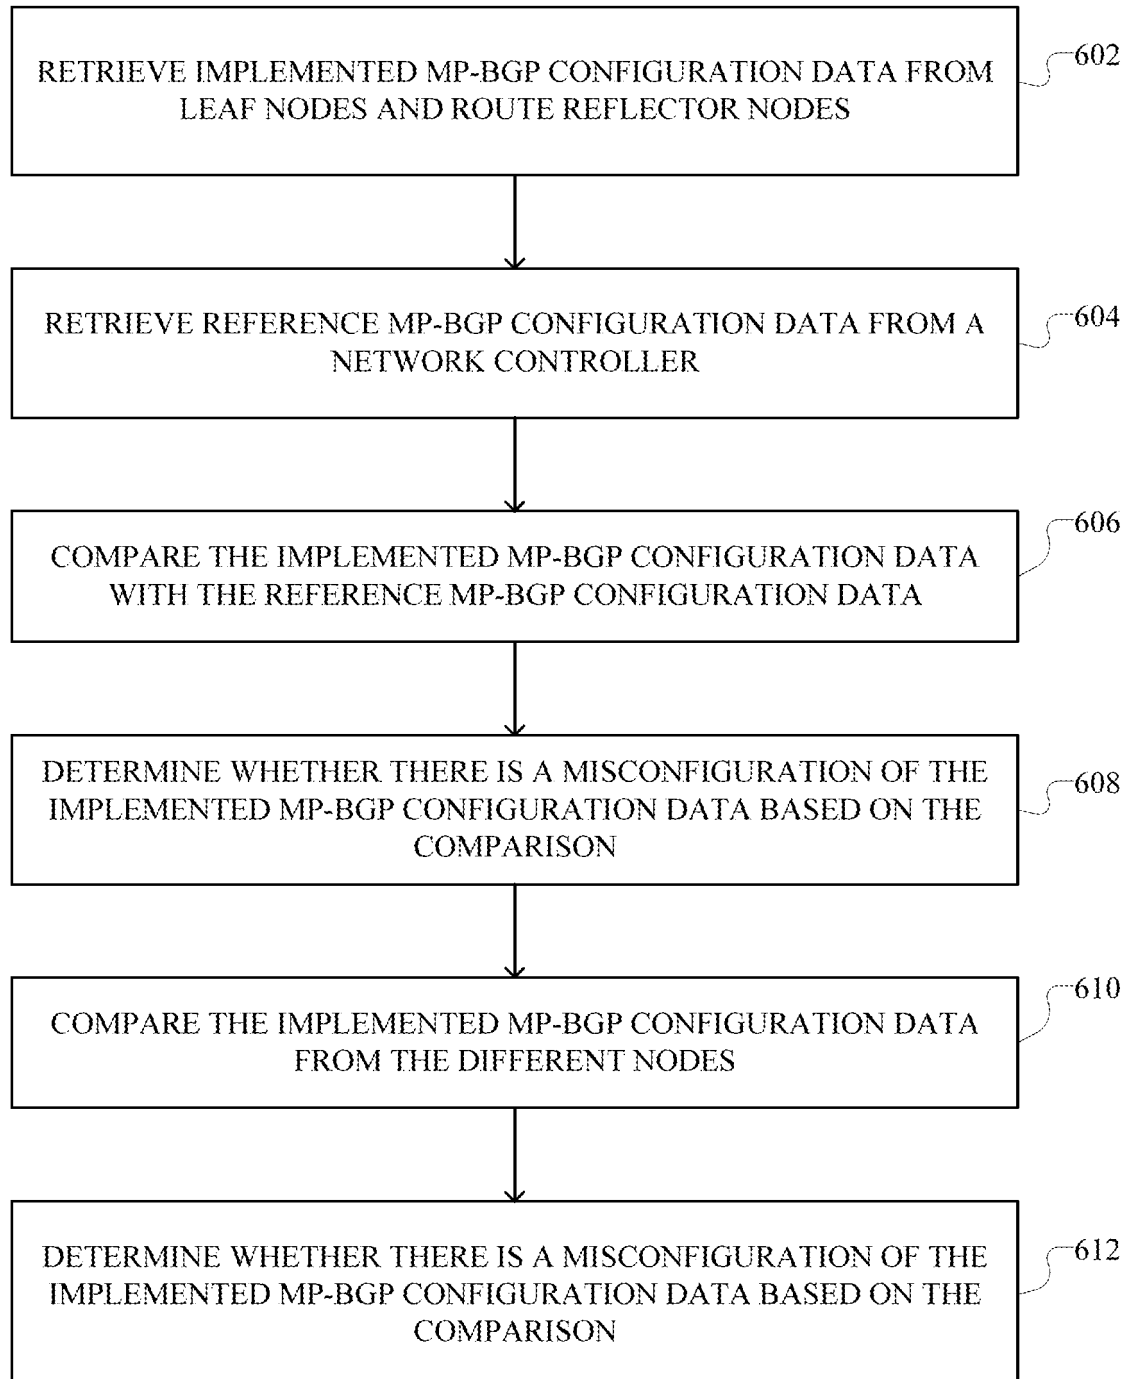 RETRIEVE IMPLEMENTED MP-BGP CONFIGURATION DATA FROM
LEAF NODES AND ROUTE REFLECTOR NODES
602
RETRIEVE REFERENCE MP-BGP CONFIGURATION DATA FROM A
NETWORK CONTROLLER
604
COMPARE THE IMPLEMENTED MP-BGP CONFIGURATION DATA
WITH THE REFERENCE MP-BGP CONFIGURATION DATA
606
DETERMINE WHETHER THERE IS A MISCONFIGURATION OF THE
IMPLEMENTED MP-BGP CONFIGURATION DATA BASED ON THE
COMPARISON
608
COMPARE THE IMPLEMENTED MP-BGP CONFIGURATION DATA
FROM THE DIFFERENT NODES
610
DETERMINE WHETHER THERE IS A MISCONFIGURATION OF THE
IMPLEMENTED MP-BGP CONFIGURATION DATA BASED ON THE
COMPARISON
612